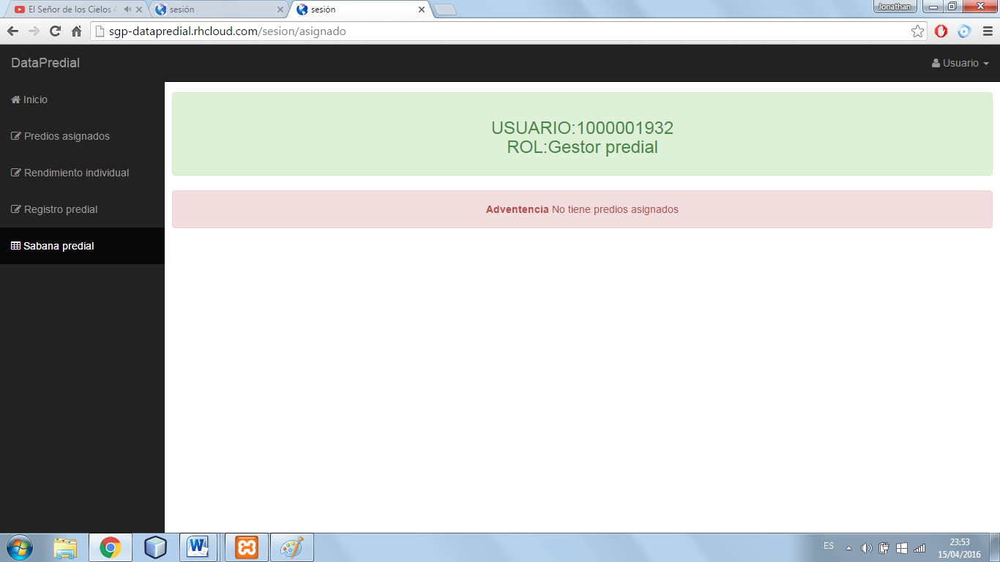 El Señor de los Cielos 4
sesión
sesión
Jonathan
sgp-datapredial.rhcloud.com/sesion/asignado
DataPredial
Usuario
Inicio
Predios asignados
Rendimiento individual
Registro predial
Sabana predial
USUARIO:1000001932
ROL:Gestor predial
Adventencia No tiene predios asignados
ES
23:53
15/04/2016